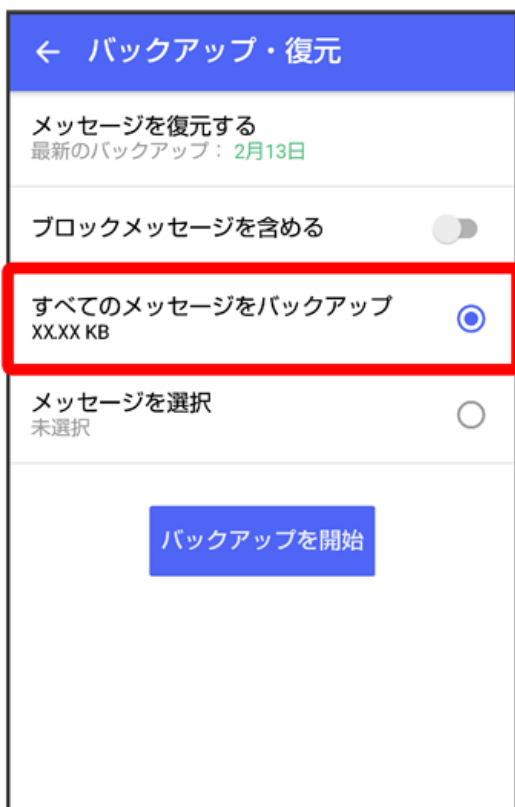 バックアップ・復元
メッセージを復元する
最新のバックアップ： 2月13日
ブロックメッセージを含める
すべてのメッセージをバックアップ
XX.XX KB
メッセージを選択
未選択
バックアップを開始